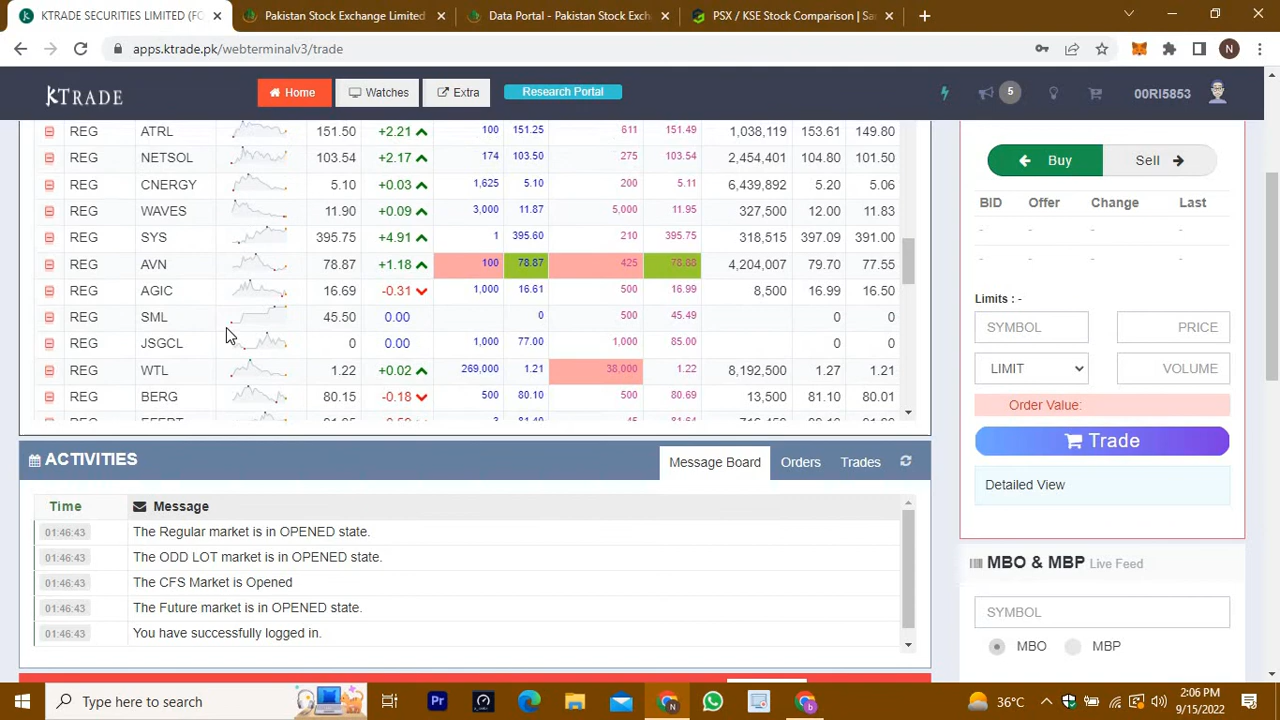 KTRADE SECURITIES LIMITED (FO
Pakistan Stock Exchange Limited
Data Portal - Pakistan Stock Exch
PSX / KSE Stock Comparison | Sa
apps.ktrade.pk/webterminalv3/trade
N
KTRADE
Home
Watches
Extra
Research Portal
5
00RI5853
REG ATRL 151.50 +2.21 100 151.25 611 151.49 1,038,119 153.61 149.80
REG NETSOL 103.54 +2.17 174 103.50 275 103.54 2,454,401 104.80 101.50
REG CNERGY 5.10 +0.03 1,625 5.10 200 5.11 6,439,892 5.20 5.06
REG WAVES 11.90 +0.09 3,000 11.87 5,000 11.95 327,500 12.00 11.83
REG SYS 395.75 +4.91 1 395.60 210 395.75 318,515 397.09 391.00
REG AVN 78.87 +1.18 100 78.87 425 78.88 4,204,007 79.70 77.55
REG AGIC 16.69 -0.31 1,000 16.61 500 16.99 8,500 16.99 16.50
REG SML 45.50 0.00 0 500 45.49 0 0 0
REG JSGCL 0 0.00 1,000 77.00 1,000 85.00 0 0 0
REG WTL 1.22 +0.02 269,000 1.21 38,000 1.22 8,192,500 1.27 1.21
REG BERG 80.15 -0.18 500 80.10 500 80.69 13,500 81.10 80.01
Buy
Sell
BID Offer Change Last
- - - -
- - - -
Limits : -
SYMBOL
PRICE
LIMIT
VOLUME
Order Value:
Trade
Detailed View
ACTIVITIES
Message Board
Orders
Trades
Time Message
01:46:43 The Regular market is in OPENED state.
01:46:43 The ODD LOT market is in OPENED state.
01:46:43 The CFS Market is Opened
01:46:43 The Future market is in OPENED state.
01:46:43 You have successfully logged in.
MBO & MBP Live Feed
SYMBOL
MBO
MBP
Type here to search
Pr
N
b
36°C
2:06 PM
9/15/2022